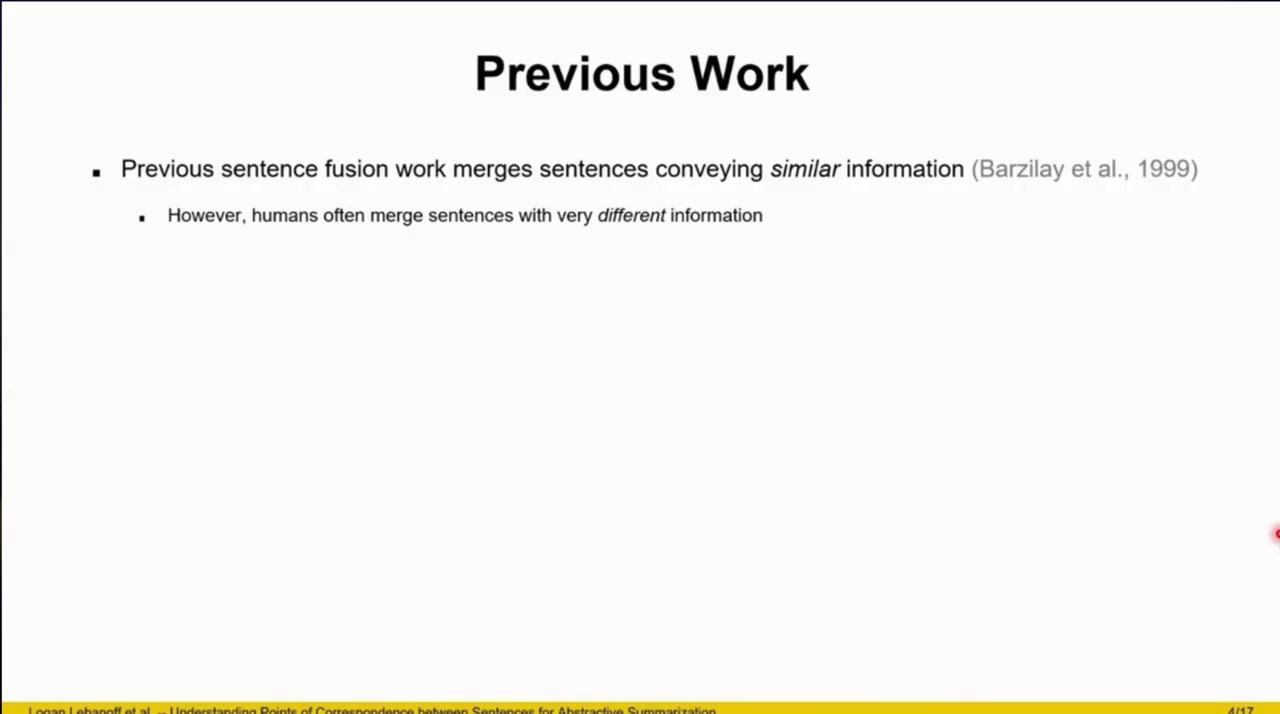 Previous Work
▪ Previous sentence fusion work merges sentences conveying similar information (Barzilay et al., 1999)
▪ However, humans often merge sentences with very different information
Logan Lebanoff et al. -- Understanding Points of Correspondence between Sentences for Abstractive Summarization 4/17